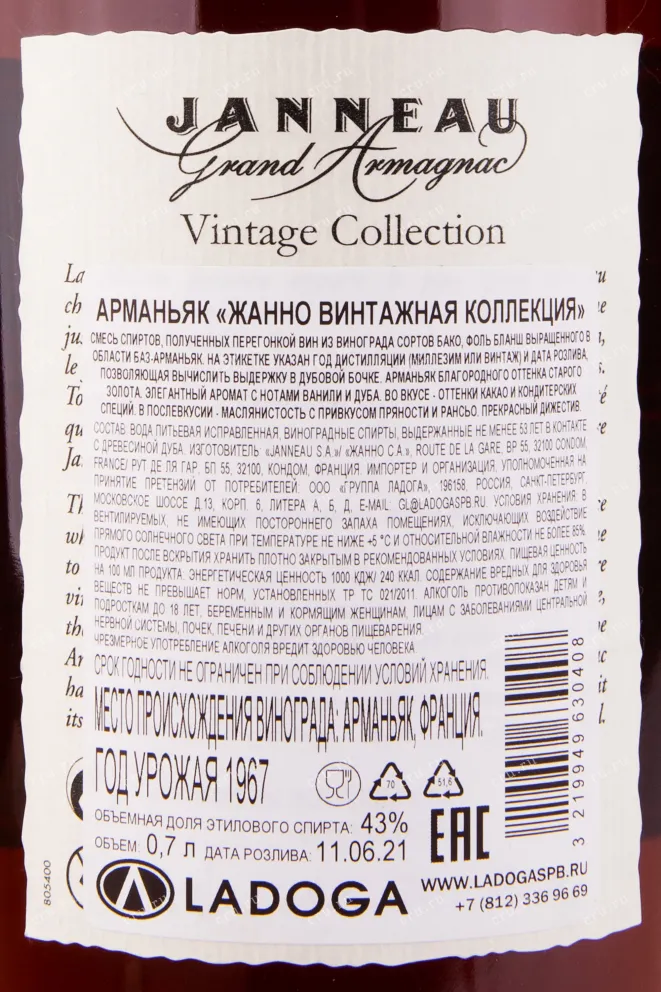 JANNEAU
Grand Armagnac
Vintage Collection
АРМАНЬЯК «ЖАННО ВИНТАЖНАЯ КОЛЛЕКЦИЯ»
СМЕСЬ СПИРТОВ, ПОЛУЧЕННЫХ ПЕРЕГОНКОЙ ВИН ИЗ ВИНОГРАДА СОРТОВ БАКО, ФОЛЬ БЛАНШ ВЫРАЩЕННОГО В
ОБЛАСТИ БАЗ-АРМАНЬЯК. НА ЭТИКЕТКЕ УКАЗАН ГОД ДИСТИЛЛЯЦИИ (МИЛЛЕЗИМ ИЛИ ВИНТАЖ) И ДАТА РОЗЛИВА,
ПОЗВОЛЯЮЩАЯ ВЫЧИСЛИТЬ ВЫДЕРЖКУ В ДУБОВОЙ БОЧКЕ. АРМАНЬЯК БЛАГОРОДНОГО ОТТЕНКА СТАРОГО
ЗОЛОТА. ЭЛЕГАНТНЫЙ АРОМАТ С НОТАМИ ВАНИЛИ И ДУБА. ВО ВКУСЕ - ОТТЕНКИ КАКАО И КОНДИТЕРСКИХ
СПЕЦИЙ. В ПОСЛЕВКУСИИ - МАСЛЯНИСТОСТЬ С ПРИВКУСОМ ПРЯНОСТИ И РАНСЬО. ПРЕКРАСНЫЙ ДИЖЕСТИВ.
СОСТАВ: ВОДА ПИТЬЕВАЯ ИСПРАВЛЕННАЯ, ВИНОГРАДНЫЕ СПИРТЫ, ВЫДЕРЖАННЫЕ НЕ МЕНЕЕ 53 ЛЕТ В КОНТАКТЕ
С ДРЕВЕСИНОЙ ДУБА. ИЗГОТОВИТЕЛЬ: «JANNEAU S.A.»/ «ЖАННО С.А.», ROUTE DE LA GARE, BP 55, 32100 CONDOM,
FRANCE/ РУТ ДЕ ЛЯ ГАР, БП 55, 32100, КОНДОМ, ФРАНЦИЯ. ИМПОРТЕР И ОРГАНИЗАЦИЯ, УПОЛНОМОЧЕННАЯ НА
ПРИНЯТИЕ ПРЕТЕНЗИЙ ОТ ПОТРЕБИТЕЛЕЙ: ООО «ГРУППА ЛАДОГА», 196158, РОССИЯ, САНКТ-ПЕТЕРБУРГ,
МОСКОВСКОЕ ШОССЕ Д.13, КОРП. 6, ЛИТЕРА А, Б, Д, E-MAIL: GL@LADOGASPB.RU. УСЛОВИЯ ХРАНЕНИЯ: В
ВЕНТИЛИРУЕМЫХ, НЕ ИМЕЮЩИХ ПОСТОРОННЕГО ЗАПАХА ПОМЕЩЕНИЯХ, ИСКЛЮЧАЮЩИХ ВОЗДЕЙСТВИЕ
ПРЯМОГО СОЛНЕЧНОГО СВЕТА ПРИ ТЕМПЕРАТУРЕ НЕ НИЖЕ +5 °С И ОТНОСИТЕЛЬНОЙ ВЛАЖНОСТИ НЕ БОЛЕЕ 85%.
ПРОДУКТ ПОСЛЕ ВСКРЫТИЯ ХРАНИТЬ ПЛОТНО ЗАКРЫТЫМ В РЕКОМЕНДОВАННЫХ УСЛОВИЯХ. ПИЩЕВАЯ ЦЕННОСТЬ
НА 100 МЛ ПРОДУКТА: ЭНЕРГЕТИЧЕСКАЯ ЦЕННОСТЬ 1000 КДЖ/ 240 ККАЛ. СОДЕРЖАНИЕ ВРЕДНЫХ ДЛЯ ЗДОРОВЬЯ
ВЕЩЕСТВ НЕ ПРЕВЫШАЕТ НОРМ, УСТАНОВЛЕННЫХ ТР ТС 021/2011. АЛКОГОЛЬ ПРОТИВОПОКАЗАН ДЕТЯМ И
ПОДРОСТКАМ ДО 18 ЛЕТ, БЕРЕМЕННЫМ И КОРМЯЩИМ ЖЕНЩИНАМ, ЛИЦАМ С ЗАБОЛЕВАНИЯМИ ЦЕНТРАЛЬНОЙ
НЕРВНОЙ СИСТЕМЫ, ПОЧЕК, ПЕЧЕНИ И ДРУГИХ ОРГАНОВ ПИЩЕВАРЕНИЯ.
ЧРЕЗМЕРНОЕ УПОТРЕБЛЕНИЕ АЛКОГОЛЯ ВРЕДИТ ЗДОРОВЬЮ ЧЕЛОВЕКА.
СРОК ГОДНОСТИ НЕ ОГРАНИЧЕН ПРИ СОБЛЮДЕНИИ УСЛОВИЙ ХРАНЕНИЯ.
МЕСТО ПРОИСХОЖДЕНИЯ ВИНОГРАДА: АРМАНЬЯК, ФРАНЦИЯ.
ГОД УРОЖАЯ 1967
70
51,6
ОБЪЕМНАЯ ДОЛЯ ЭТИЛОВОГО СПИРТА: 43%
ОБЪЕМ: 0,7 л ДАТА РОЗЛИВА: 11.06.21
EAC
3 219949 630408
LADOGA
WWW.LADOGASPB.RU
+7 (812) 336 96 69
805400